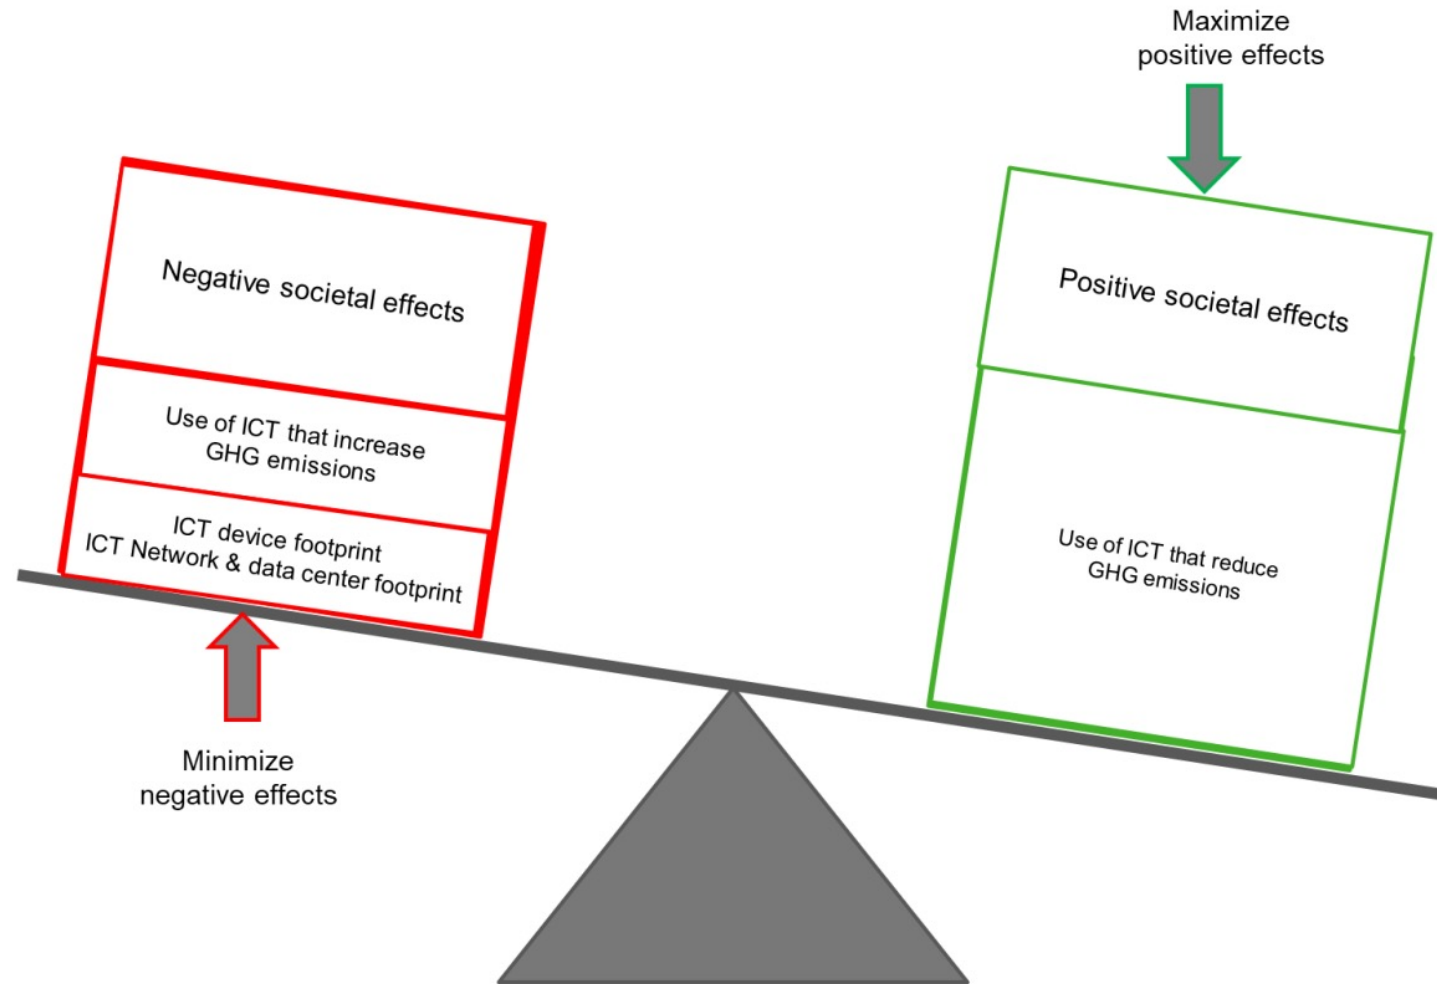 Maximize
positive effects
Negative societal effects
Use of ICT that increase
GHG emissions
ICT device footprint
ICT Network & data center footprint
Minimize
negative effects
Positive societal effects
Use of ICT that reduce
GHG emissions